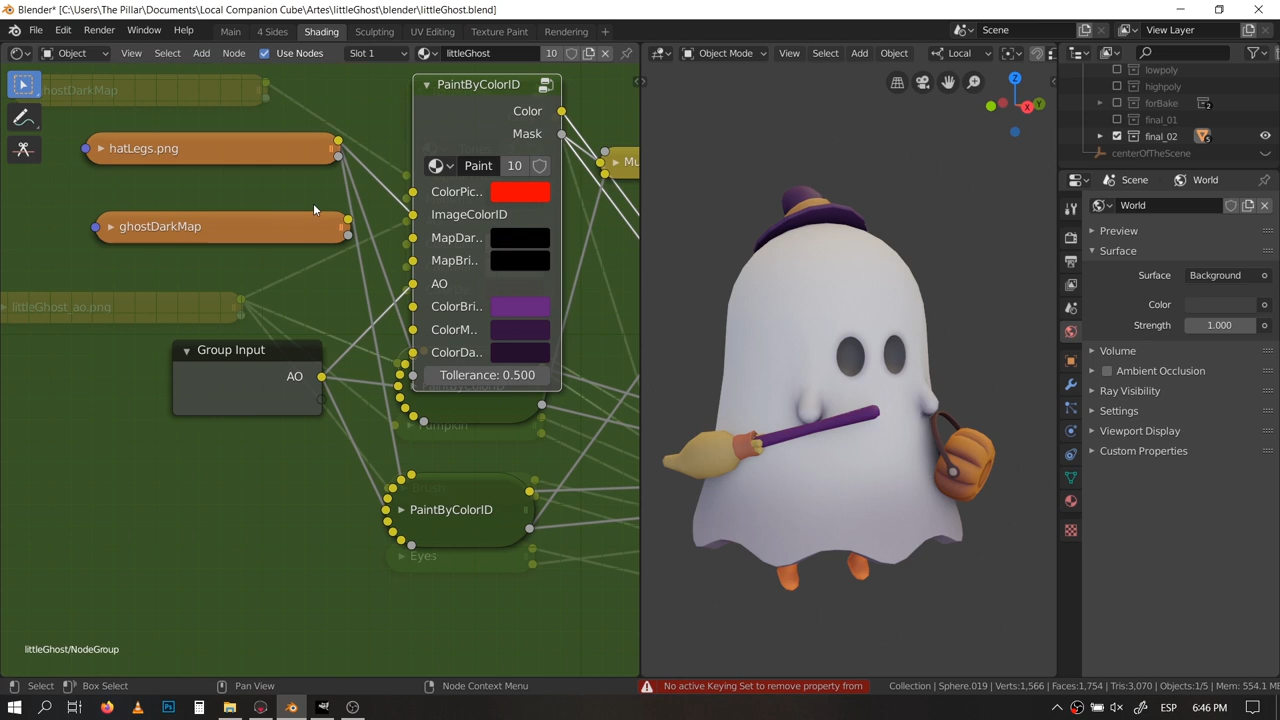 Blender* [C:\Users\The Pillar\Documents\Local Companion Cube\Artes\littleGhost\blender\littleGhost.blend]
File Edit Render Window Help Main 4 Sides Shading Sculpting UV Editing Texture Paint Rendering Scene View Layer
Object View Select Add Node Use Nodes Slot 1 littleGhost 10 Object Mode View Select Add Object Local
lowpoly
highpoly
forBake 2
final_01
final_02 5
centerOfTheScene
hostDarkMap
hatLegs.png
ghostDarkMap
littleGhost_ao.png
Group Input
AO
PaintByColorID
Color
Mask
Paint 10
ColorPic..
ImageColorID
MapDar..
MapBri..
AO
ColorBri..
ColorM..
ColorDa..
Tollerance: 0.500
Mu
Pumpkin
Brush
PaintByColorID
Eyes
littleGhost/NodeGroup
Z
X
Y
Scene World
World
Preview
Surface
Surface Background
Color
Strength 1.000
Volume
Ambient Occlusion
Ray Visibility
Settings
Viewport Display
Custom Properties
Select Box Select Pan View Node Context Menu No active Keying Set to remove property from Collection | Sphere.019 | Verts:1,566 | Faces:1,754 | Tris:3,070 | Objects:1/5 | Mem: 554.1 M
ESP 6:46 PM